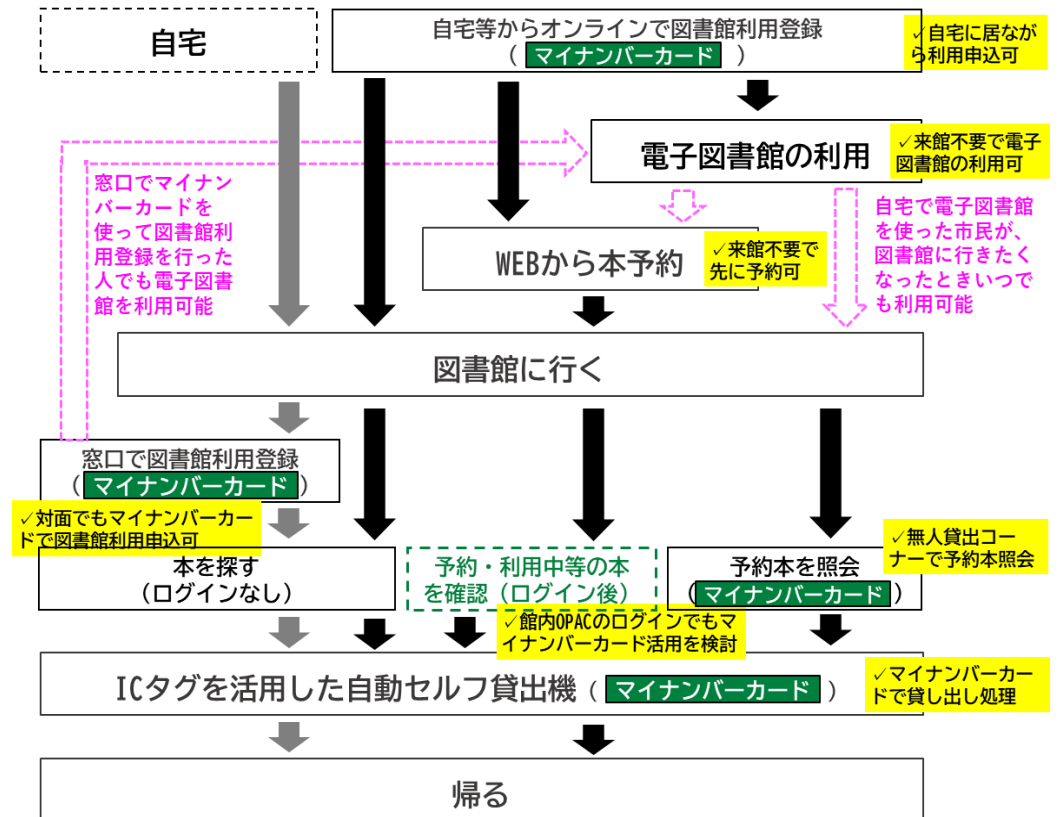 自宅
自宅等からオンラインで図書館利用登録
（ マイナンバーカード ）
✓自宅に居なが
ら利用申込可
電子図書館の利用
✓来館不要で電子
図書館の利用可
窓口でマイナン
バーカードを
使って図書館利
用登録を行った
人でも電子図書
館を利用可能
自宅で電子図書館
を使った市民が、
図書館に行きたく
なったときいつで
も利用可能
WEBから本予約
✓来館不要で
先に予約可
図書館に行く
窓口で図書館利用登録
（マイナンバーカード）
✓対面でもマイナンバーカー
ドで図書館利用申込可
本を探す
（ログインなし）
予約・利用中等の本
を確認（ログイン後）
✓館内OPACのログインでもマ
イナンバーカード活用を検討
予約本を照会
（マイナンバーカード）
✓無人貸出コー
ナーで予約本照会
ICタグを活用した自動セルフ貸出機（ マイナンバーカード ）
✓マイナンバーカー
ドで貸し出し処理
帰る